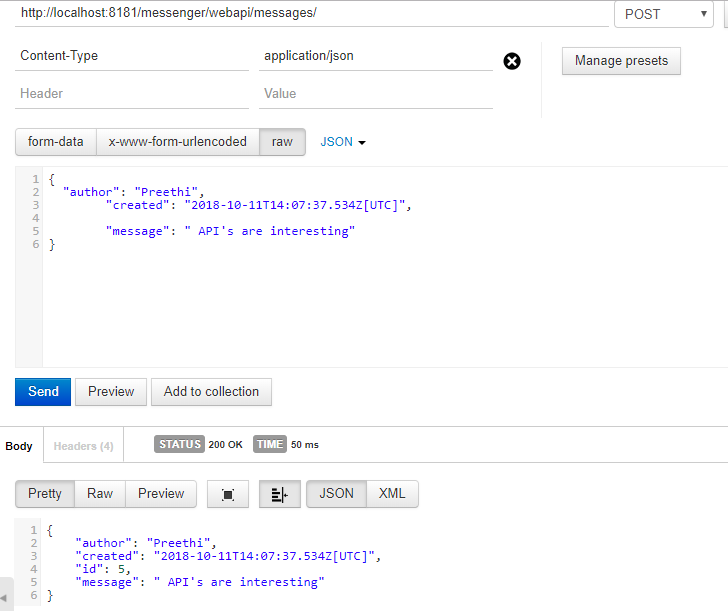 http://localhost:8181/messenger/webapi/messages/ POST
Content-Type application/json Manage presets
Header Value
form-data x-www-form-urlencoded raw JSON
1 {
2 "author": "Preethi",
3 "created": "2018-10-11T14:07:37.534Z[UTC]",
4
5 "message": " API's are interesting"
6 }
Send Preview Add to collection
Body Headers (4) STATUS 200 OK TIME 50 ms
Pretty Raw Preview JSON XML
1 {
2 "author": "Preethi",
3 "created": "2018-10-11T14:07:37.534Z[UTC]",
4 "id": 5,
5 "message": " API's are interesting"
6 }